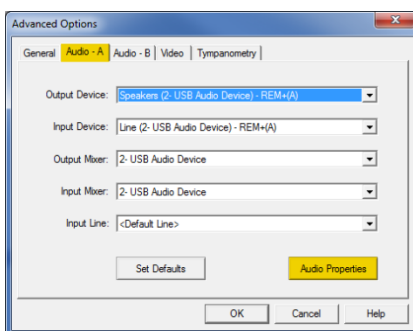 Advanced Options
General Audio - A Audio - B Video Tympanometry
Output Device: Speakers (2- USB Audio Device) - REM+(A)
Input Device: Line (2- USB Audio Device) - REM+(A)
Output Mixer: 2- USB Audio Device
Input Mixer: 2- USB Audio Device
Input Line: <Default Line>
Set Defaults Audio Properties
OK Cancel Help